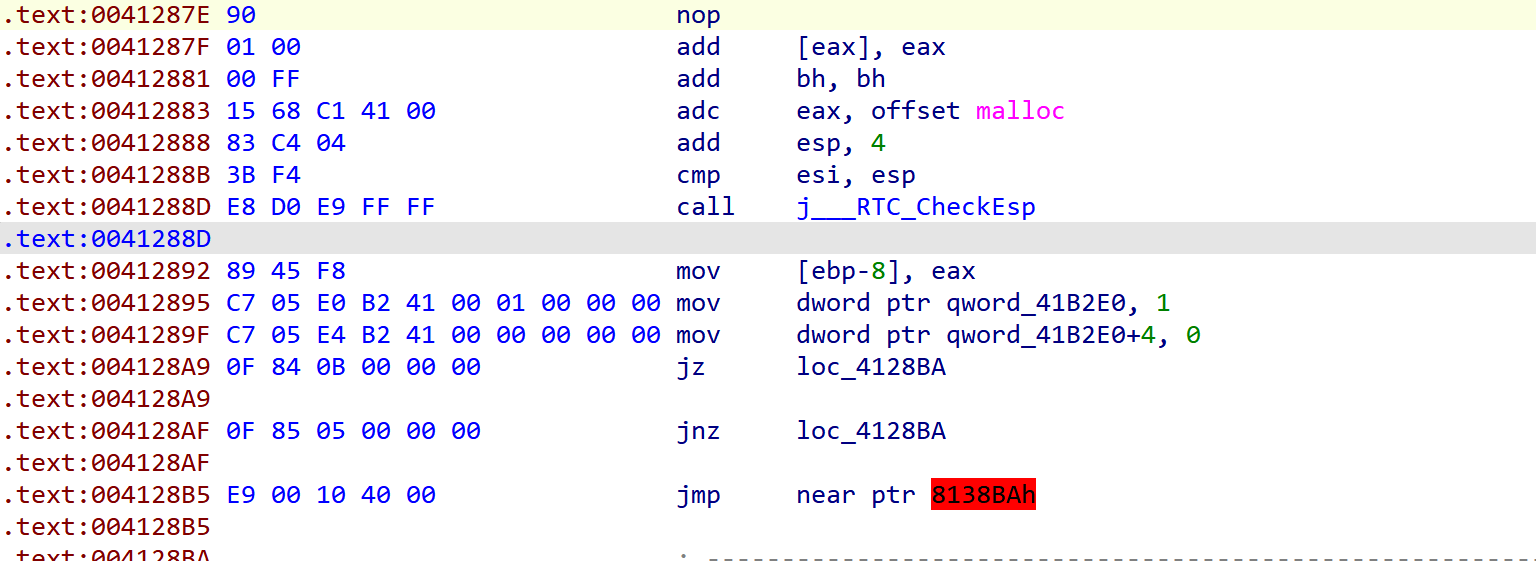 .text:0041287E 90 nop
.text:0041287F 01 00 add [eax], eax
.text:00412881 00 FF add bh, bh
.text:00412883 15 68 C1 41 00 adc eax, offset malloc
.text:00412888 83 C4 04 add esp, 4
.text:0041288B 3B F4 cmp esi, esp
.text:0041288D E8 D0 E9 FF FF call j___RTC_CheckEsp
.text:0041288D
.text:00412892 89 45 F8 mov [ebp-8], eax
.text:00412895 C7 05 E0 B2 41 00 01 00 00 00 mov dword ptr qword_41B2E0, 1
.text:0041289F C7 05 E4 B2 41 00 00 00 00 00 mov dword ptr qword_41B2E0+4, 0
.text:004128A9 0F 84 0B 00 00 00 jz loc_4128BA
.text:004128A9
.text:004128AF 0F 85 05 00 00 00 jnz loc_4128BA
.text:004128AF
.text:004128B5 E9 00 10 40 00 jmp near ptr 8138BAh
.text:004128B5
.text:004128BA ; ---------------------------------------------------------